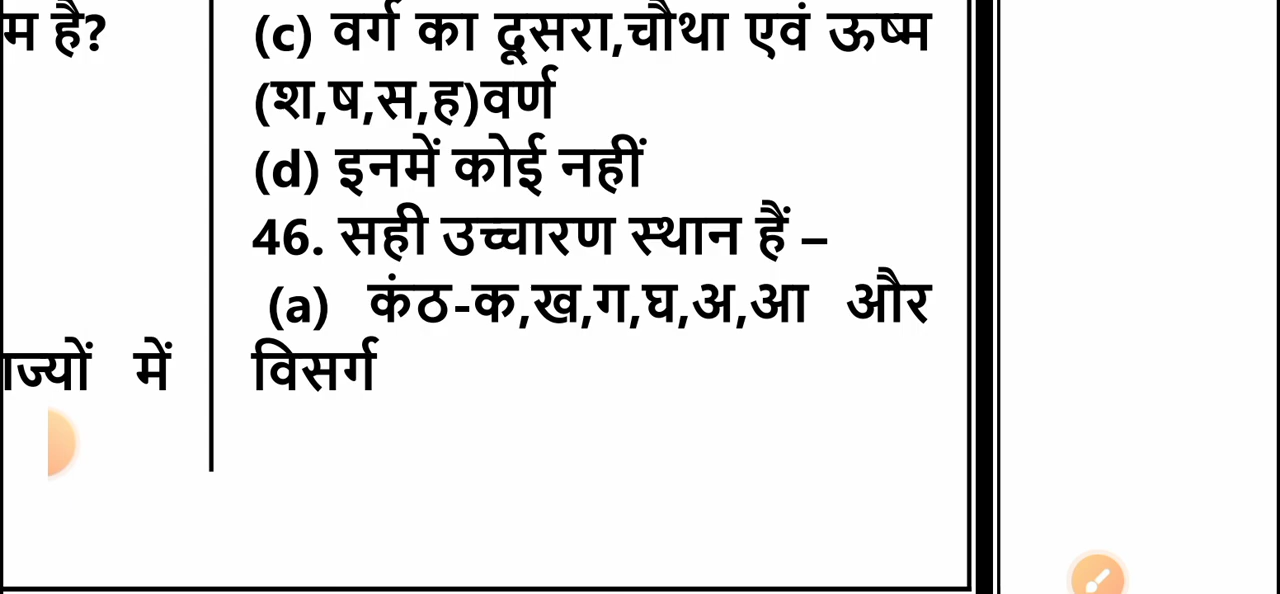 म है?
ज्यों में
(c) वर्ग का दूसरा,चौथा एवं ऊष्म
(श,ष,स,ह)वर्ण
(d) इनमें कोई नहीं
46. सही उच्चारण स्थान हैं –
(a) कंठ-क,ख,ग,घ,अ,आ और
विसर्ग